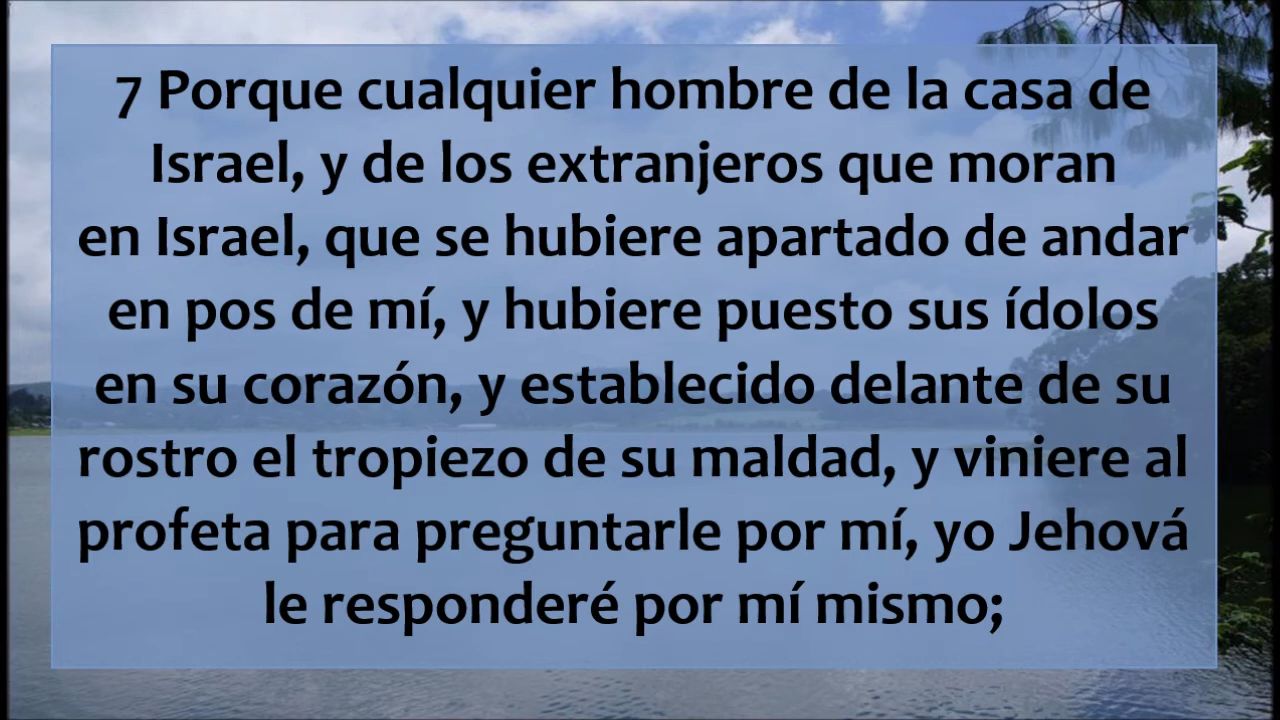 7 Porque cualquier hombre de la casa de
Israel, y de los extranjeros que moran
en Israel, que se hubiere apartado de andar
en pos de mí, y hubiere puesto sus ídolos
en su corazón, y establecido delante de su
rostro el tropiezo de su maldad, y viniere al
profeta para preguntarle por mí, yo Jehová
le responderé por mí mismo;